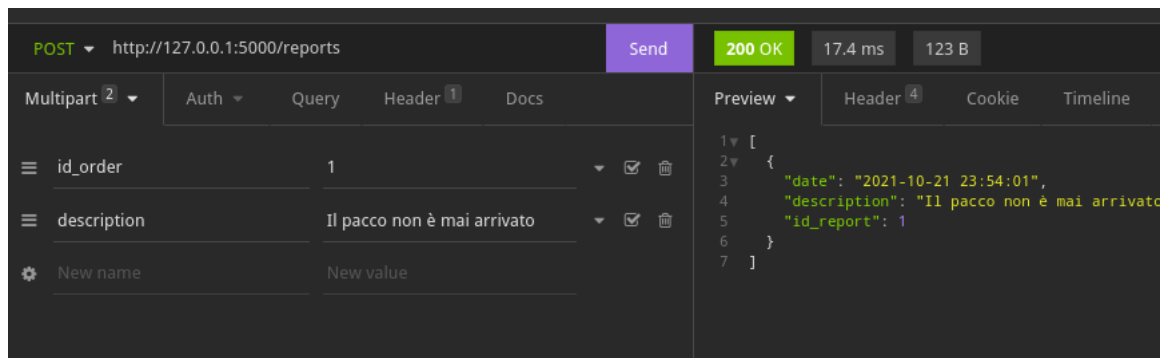 POST http://127.0.0.1:5000/reports Send 200 OK 17.4 ms 123 B
Multipart 2 Auth Query Header 1 Docs Preview Header 4 Cookie Timeline
id_order 1
description Il pacco non è mai arrivato
New name New value
1 [
2 {
3 "date": "2021-10-21 23:54:01",
4 "description": "Il pacco non è mai arrivato
5 "id_report": 1
6 }
7 ]